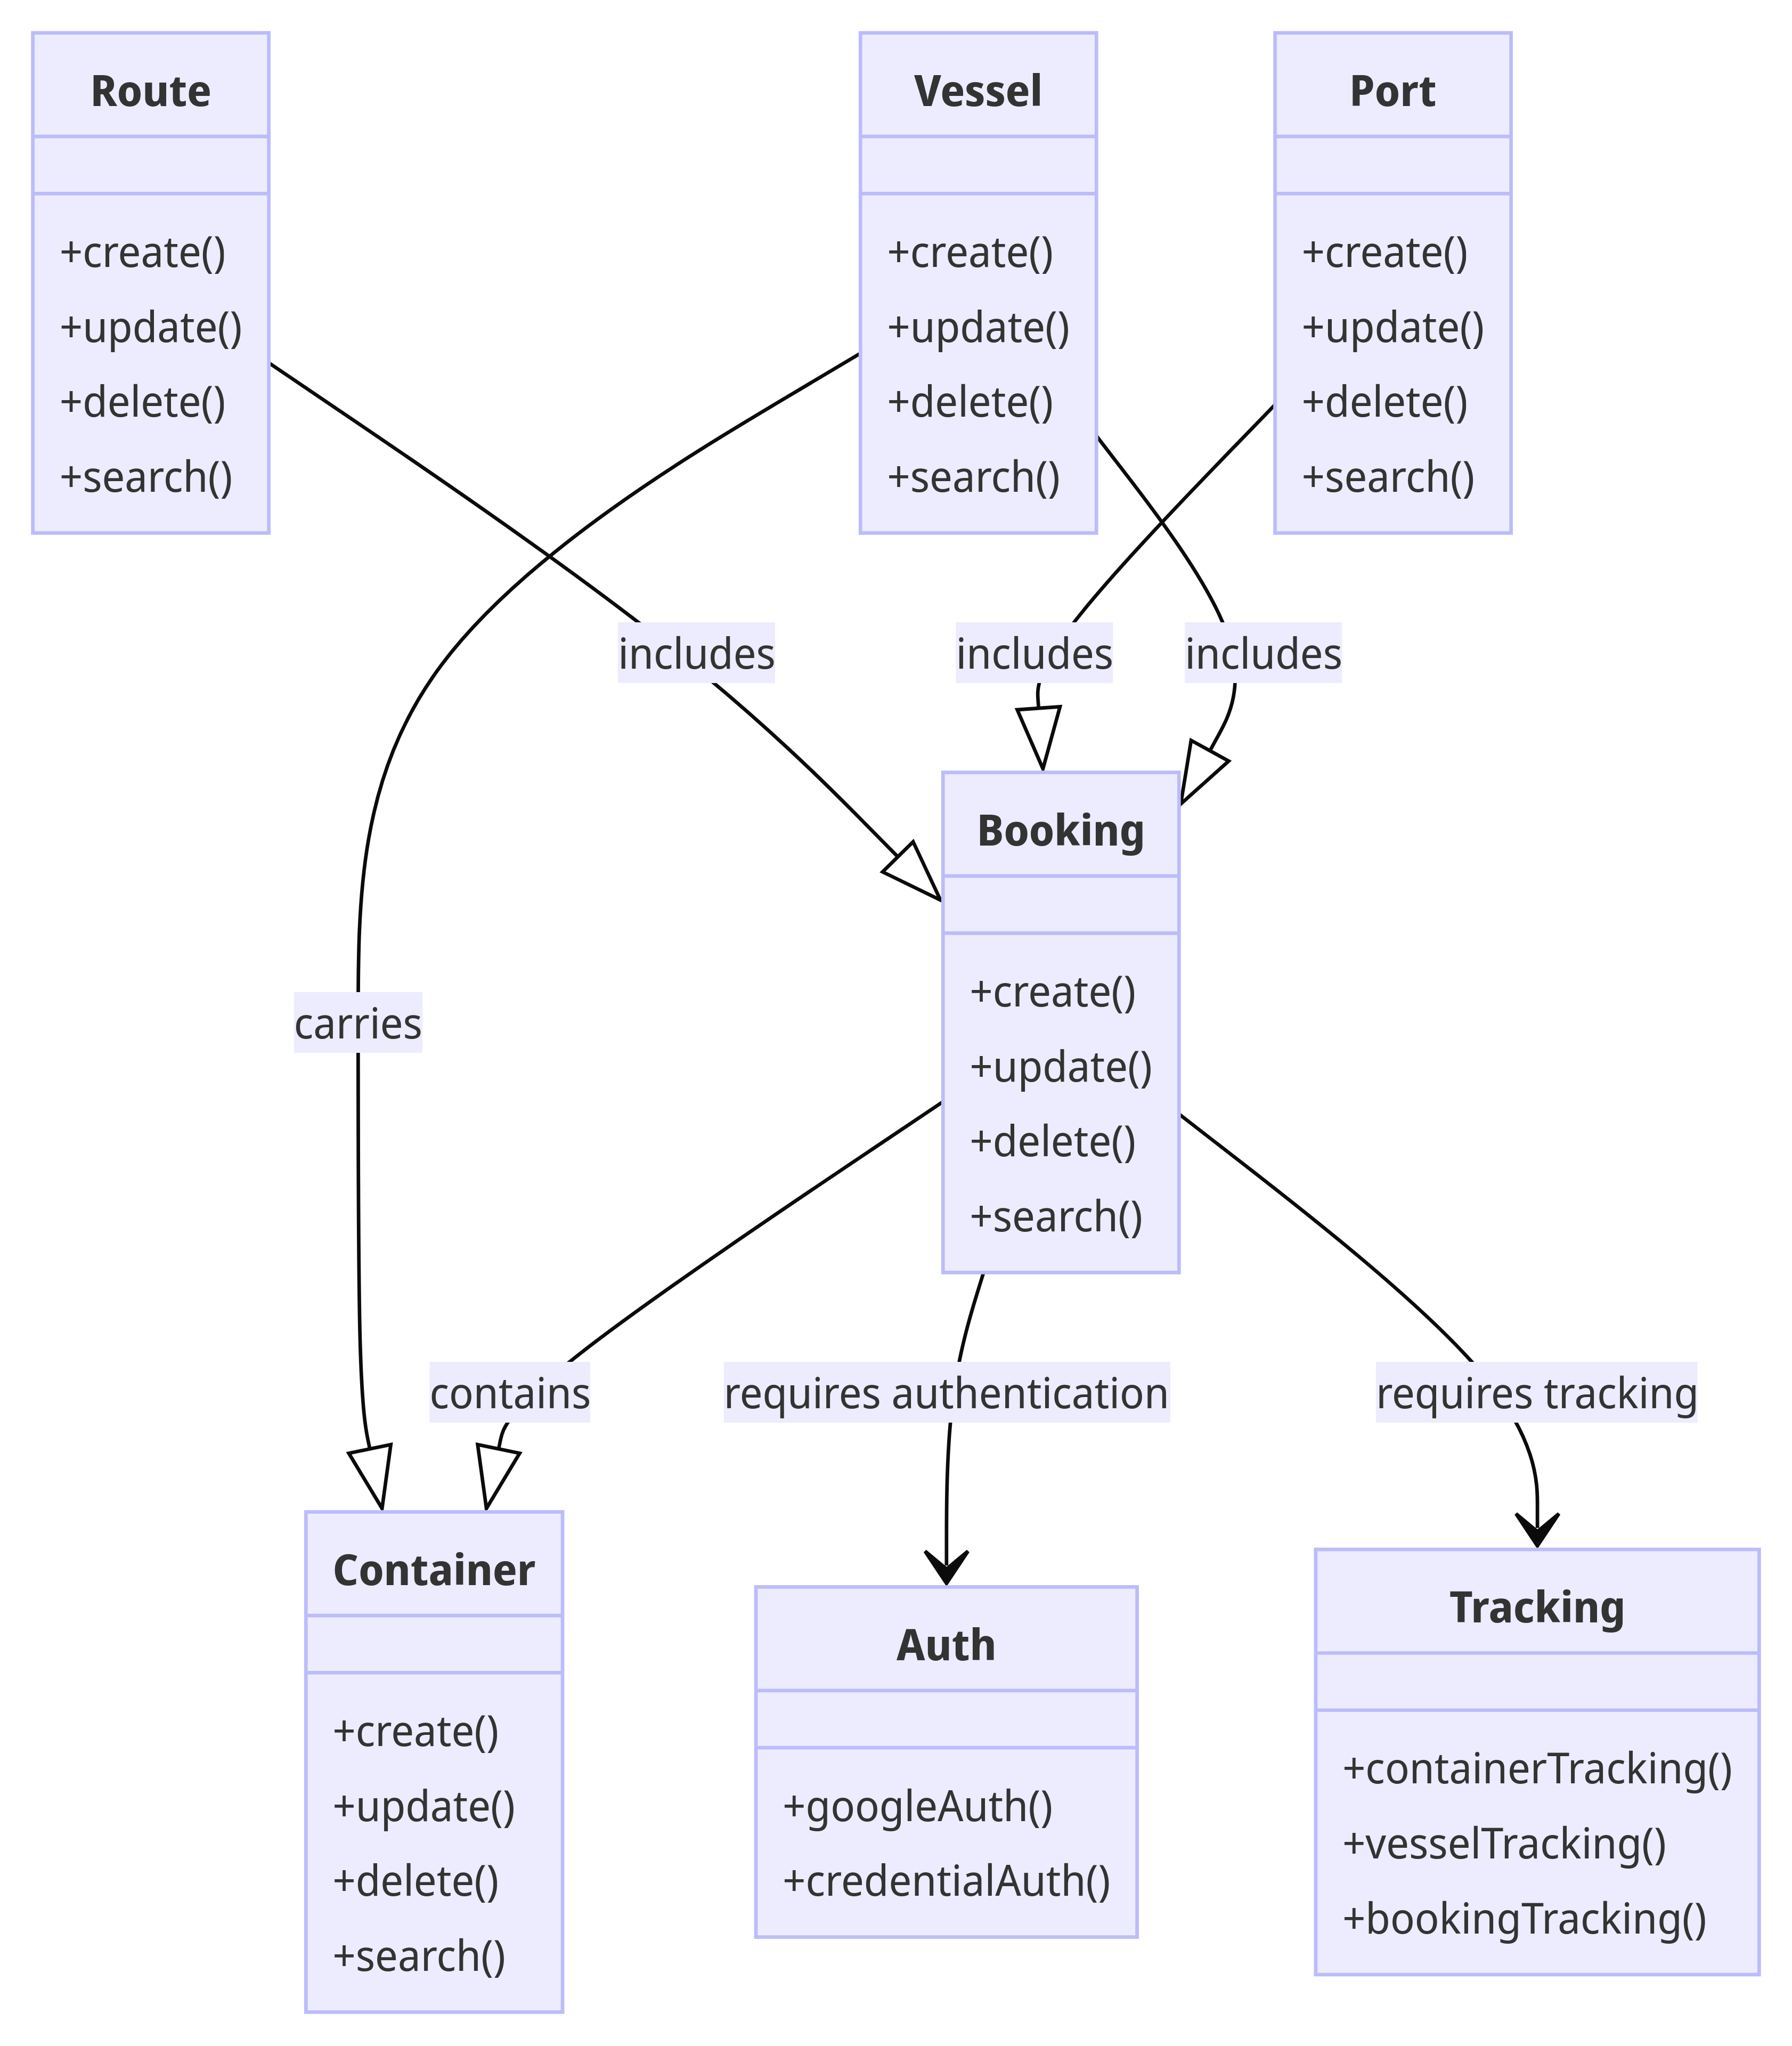 Route
+create()
+update()
+delete()
+search()
Vessel
+create()
+update()
+delete()
+search()
Port
+create()
+update()
+delete()
+search()
includes
includes
includes
Booking
+create()
+update()
+delete()
+search()
carries
contains
requires authentication
requires tracking
Container
+create()
+update()
+delete()
+search()
Auth
+googleAuth()
+credentialAuth()
Tracking
+containerTracking()
+vesselTracking()
+bookingTracking()